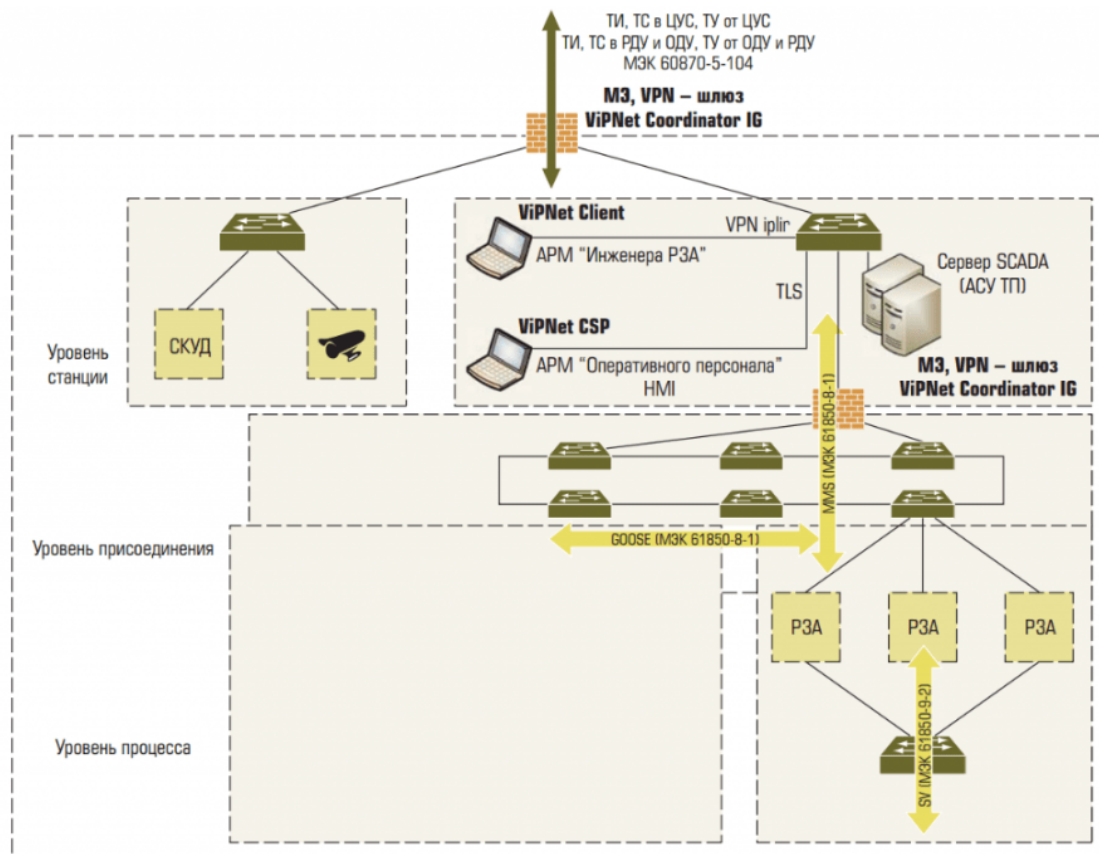 ТИ, ТС в ЦУС, ТУ от ЦУС
ТИ, ТС в РДУ и ОДУ, ТУ от ОДУ и РДУ
МЭК 60870-5-104
МЭ, VPN – шлюз
ViPNet Coordinator IG
ViPNet Client
VPN iplir
АРМ “Инженера РЗА”
Сервер SCADA
(АСУ ТП)
TLS
СКУД
ViPNet CSP
Уровень
станции
АРМ “Оперативного персонала”
HMI
МЭ, VPN – шлюз
ViPNet Coordinator IG
MMS (МЭК 61850-8-1)
Уровень присоединения
GOOSE (МЭК 61850-8-1)
РЗА
РЗА
РЗА
Уровень процесса
SV (МЭК 61850-9-2)